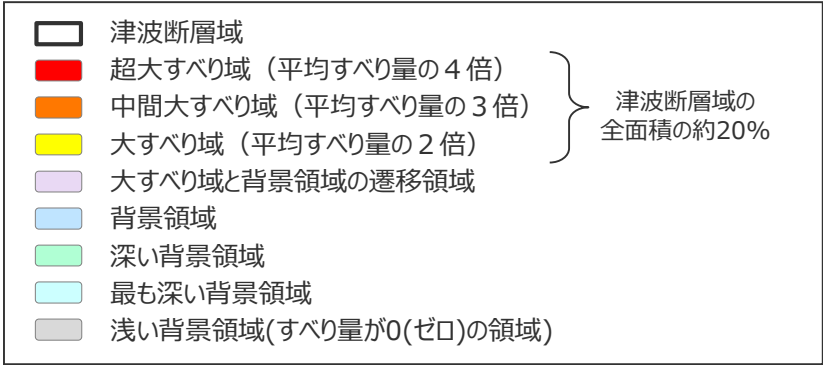 津波断層域
超大すべり域（平均すべり量の４倍）
中間大すべり域（平均すべり量の３倍）
大すべり域（平均すべり量の２倍）
津波断層域の
全面積の約20%
大すべり域と背景領域の遷移領域
背景領域
深い背景領域
最も深い背景領域
浅い背景領域(すべり量が0(ゼロ)の領域)